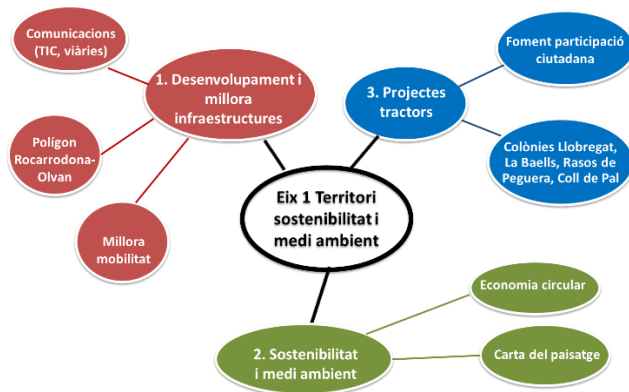 Comunicacions
(TIC, viàries)
1. Desenvolupament i
millora
infraestructures
Polígon
Rocarrodona-
Olvan
Millora
mobilitat
Foment participació
ciutadana
3. Projectes
tractors
Colònies Llobregat,
La Baells, Rasos de
Peguera, Coll de Pal
Eix 1 Territori
sostenibilitat i
medi ambient
Economia circular
2. Sostenibilitat
i medi ambient
Carta del paisatge